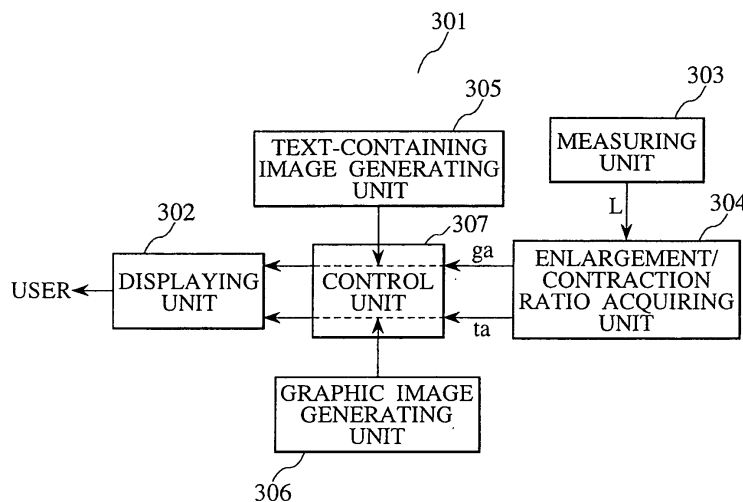 301
305
303
TEXT-CONTAINING
IMAGE GENERATING
UNIT
MEASURING
UNIT
302
307
L
304
USER
DISPLAYING
UNIT
CONTROL
UNIT
ga
ta
ENLARGEMENT/
CONTRACTION
RATIO ACQUIRING
UNIT
GRAPHIC IMAGE
GENERATING
UNIT
306